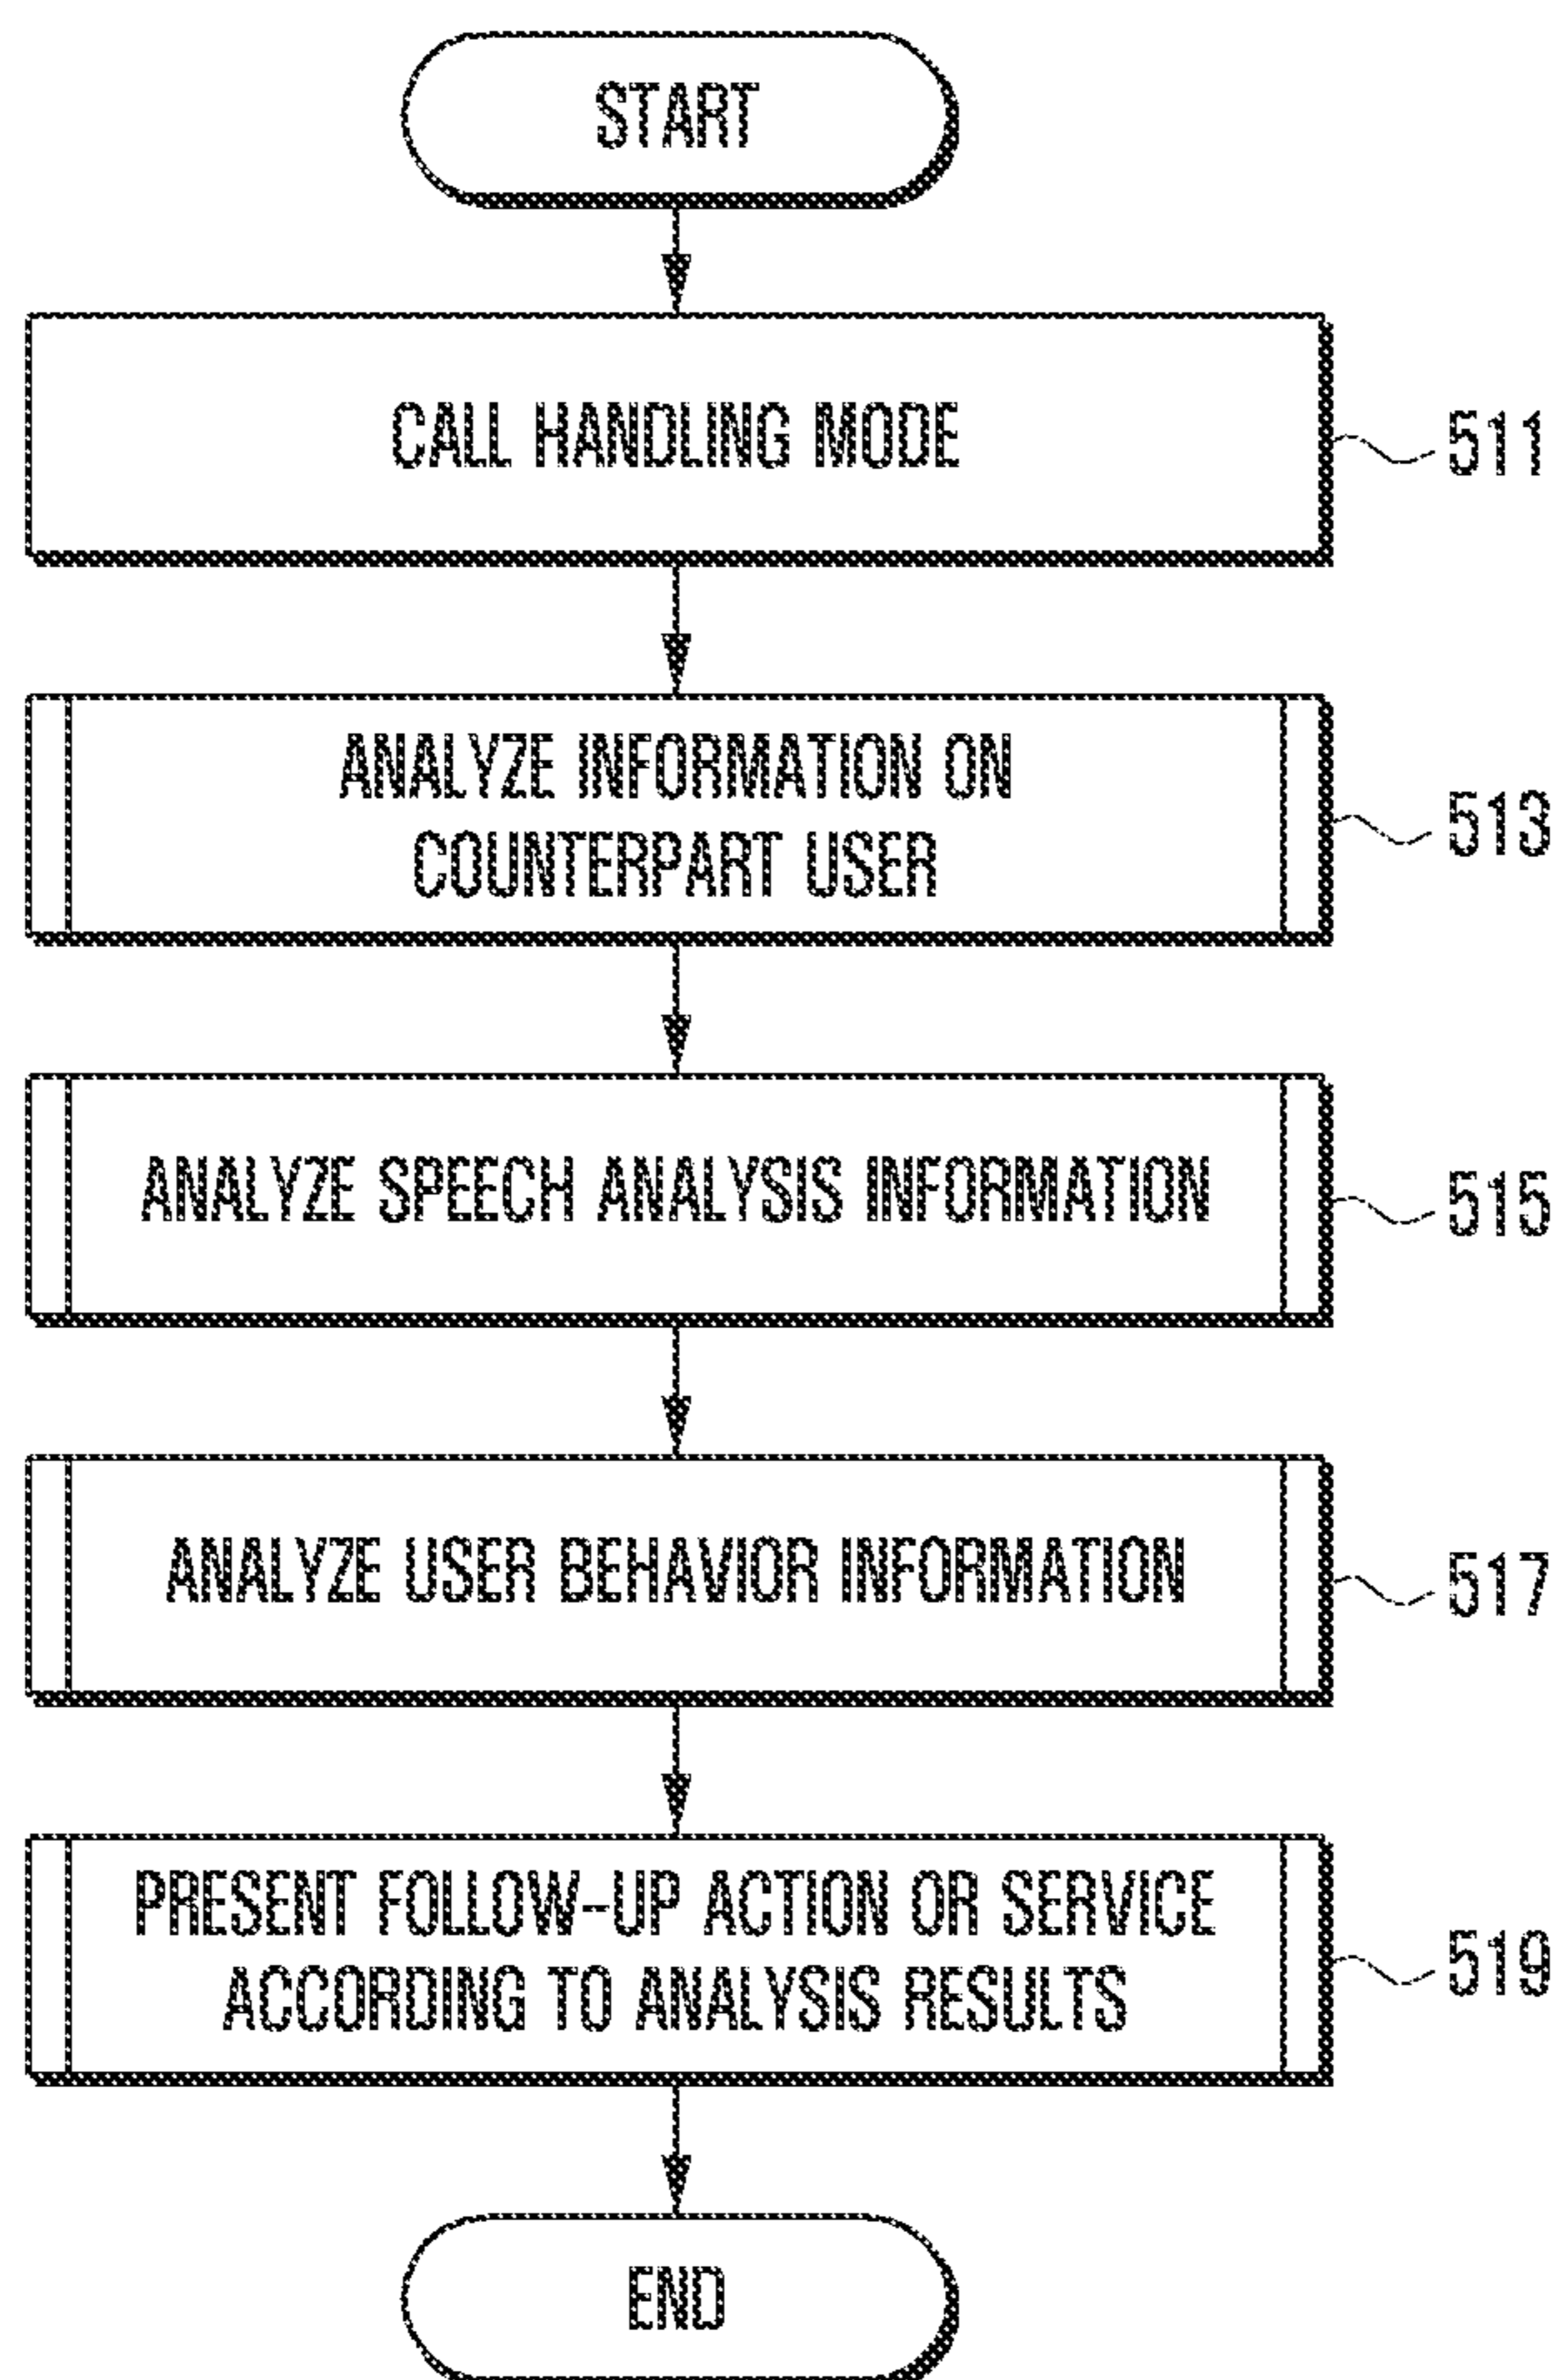 START
CALL HANDLING MODE
511
ANALYZE INFORMATION ON
COUNTERPART USER
513
ANALYZE SPEECH ANALYSIS INFORMATION
515
ANALYZE USER BEHAVIOR INFORMATION
517
PRESENT FOLLOW-UP ACTION OR SERVICE
ACCORDING TO ANALYSIS RESULTS
519
END